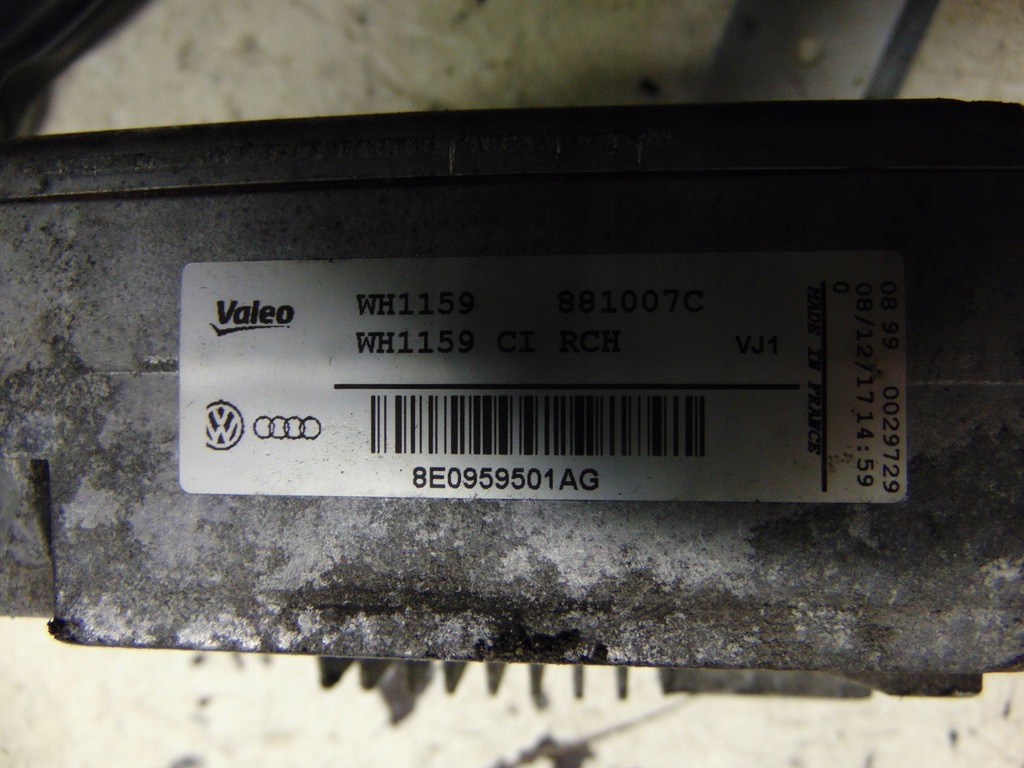 Valeo
WH1159 881007C
WH1159 CI RCH VJ1
8E0959501AG
MADE IN FRANCE
0
08/12/17 14:59
08 99 0029729